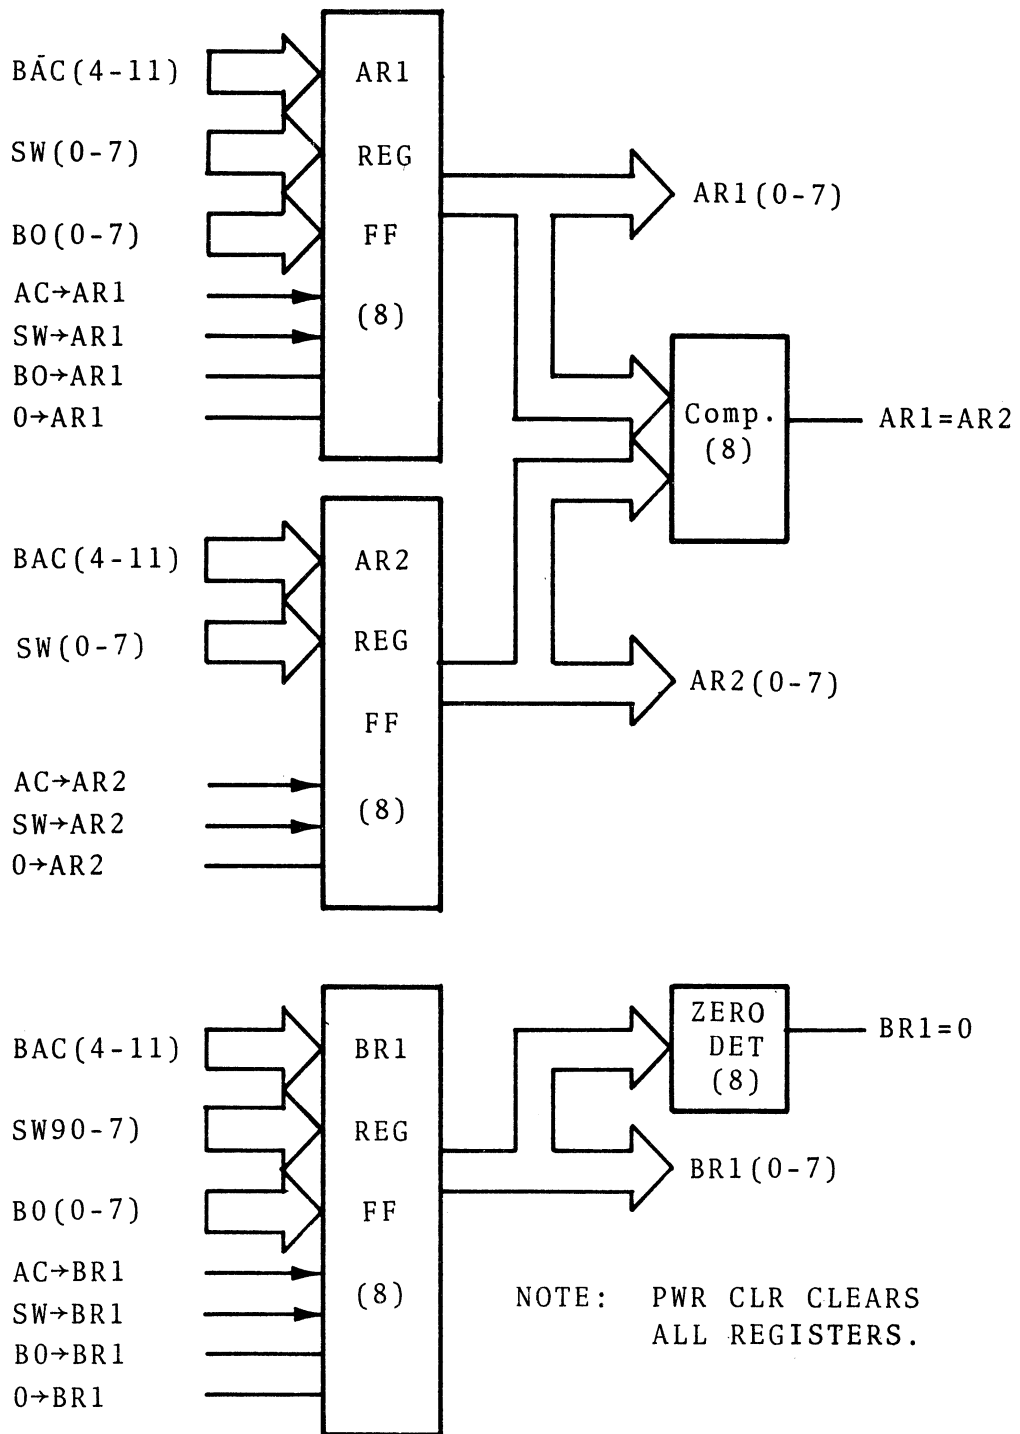 BAC(4-11)
SW(0-7)
BO(0-7)
AC→AR1
SW→AR1
BO→AR1
0→AR1
AR1
REG
FF
(8)
AR1(0-7)
Comp.
(8)
AR1=AR2
BAC(4-11)
SW(0-7)
AC→AR2
SW→AR2
0→AR2
AR2
REG
FF
(8)
AR2(0-7)
BAC(4-11)
SW90-7)
BO(0-7)
AC→BR1
SW→BR1
BO→BR1
0→BR1
BR1
REG
FF
(8)
ZERO
DET
(8)
BR1=0
BR1(0-7)
NOTE: PWR CLR CLEARS
ALL REGISTERS.